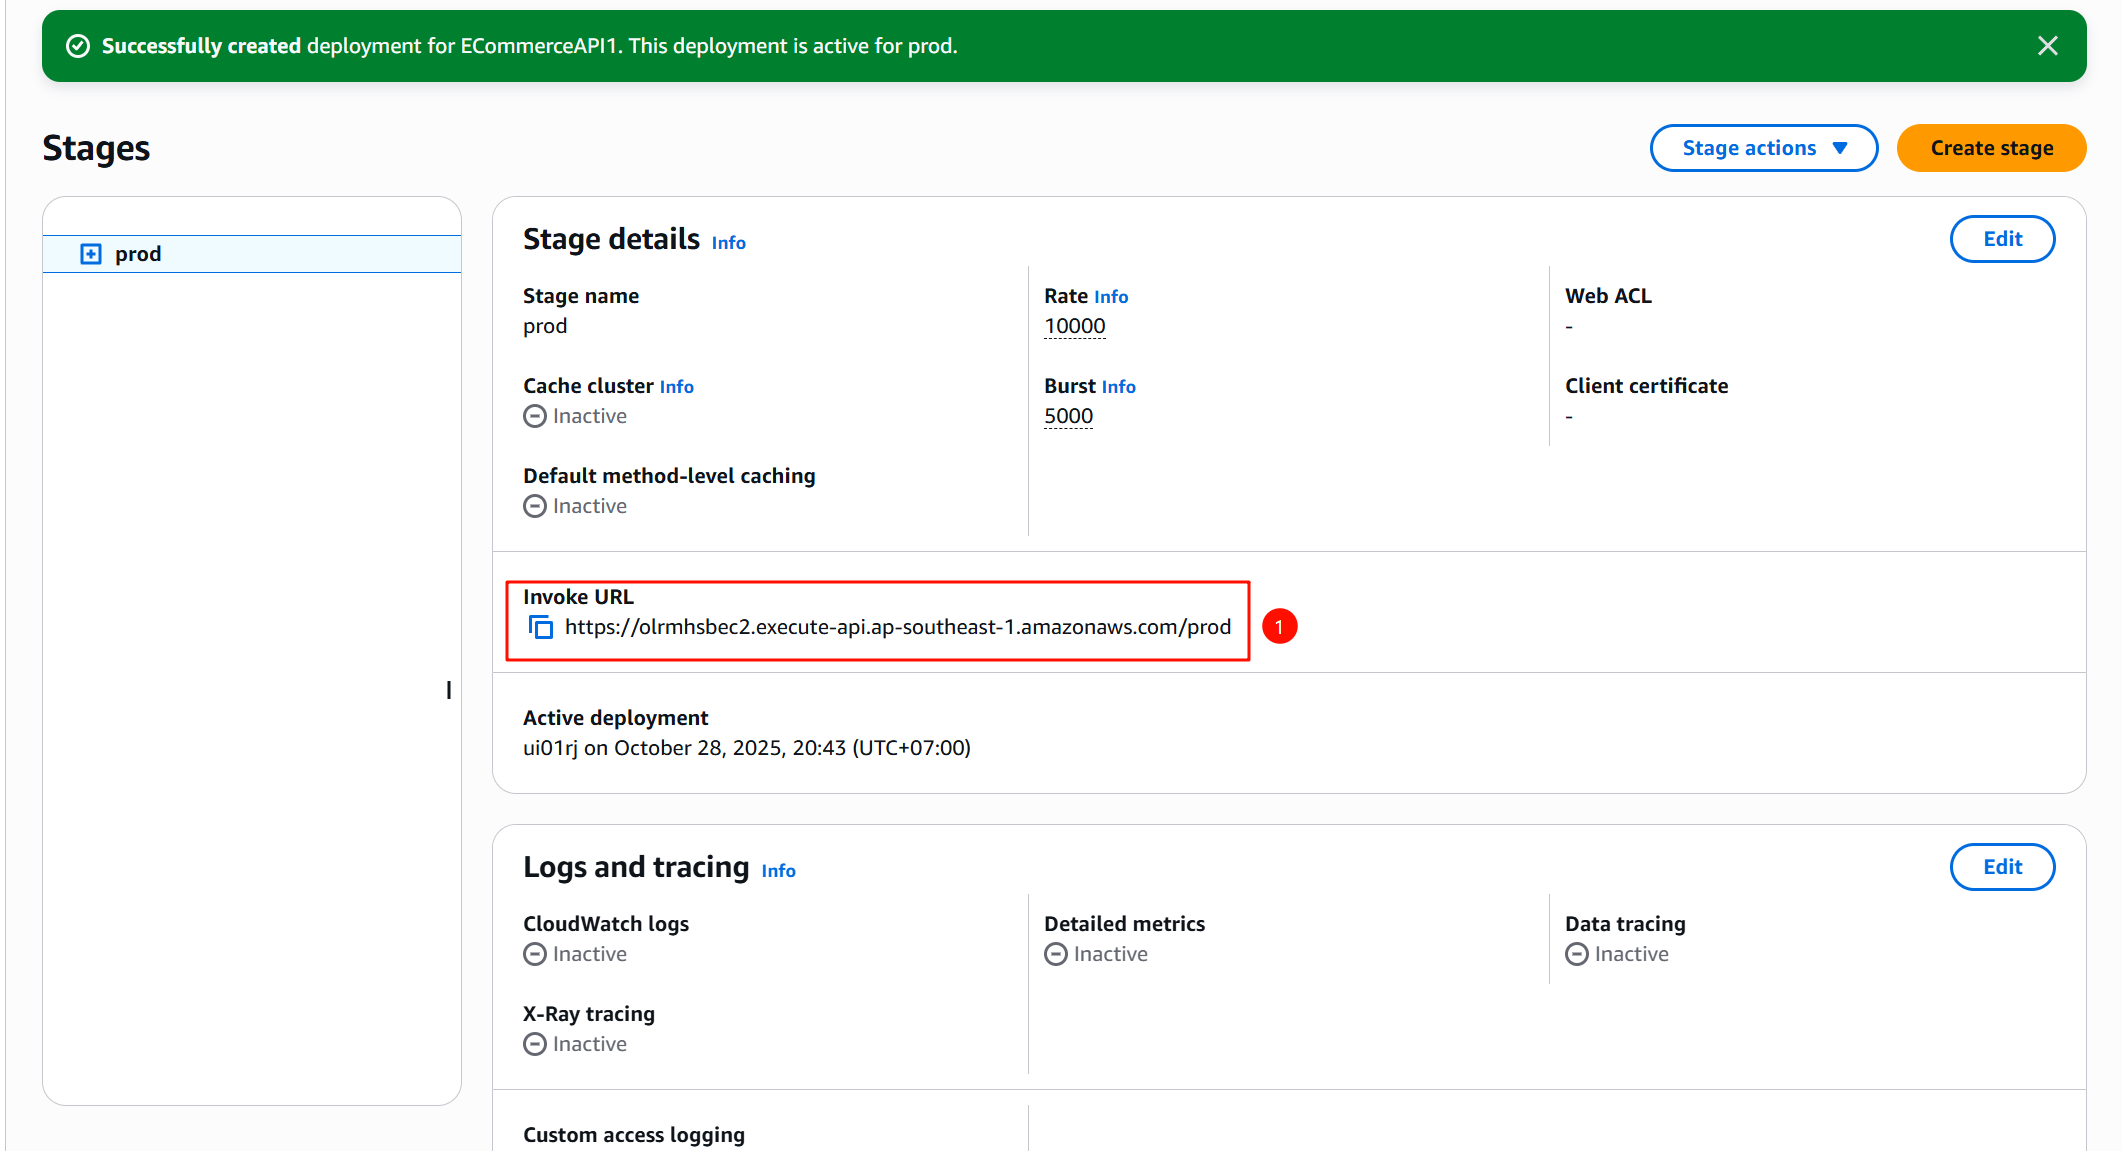 Successfully created deployment for ECommerceAPI1. This deployment is active for prod.
Stages
Stage actions
Create stage
prod
Stage details Info
Edit
Stage name
prod
Rate Info
10000
Web ACL
-
Cache cluster Info
Inactive
Burst Info
5000
Client certificate
-
Default method-level caching
Inactive
Invoke URL
https://olrmhsbec2.execute-api.ap-southeast-1.amazonaws.com/prod
1
Active deployment
ui01rj on October 28, 2025, 20:43 (UTC+07:00)
Logs and tracing Info
Edit
CloudWatch logs
Inactive
Detailed metrics
Inactive
Data tracing
Inactive
X-Ray tracing
Inactive
Custom access logging